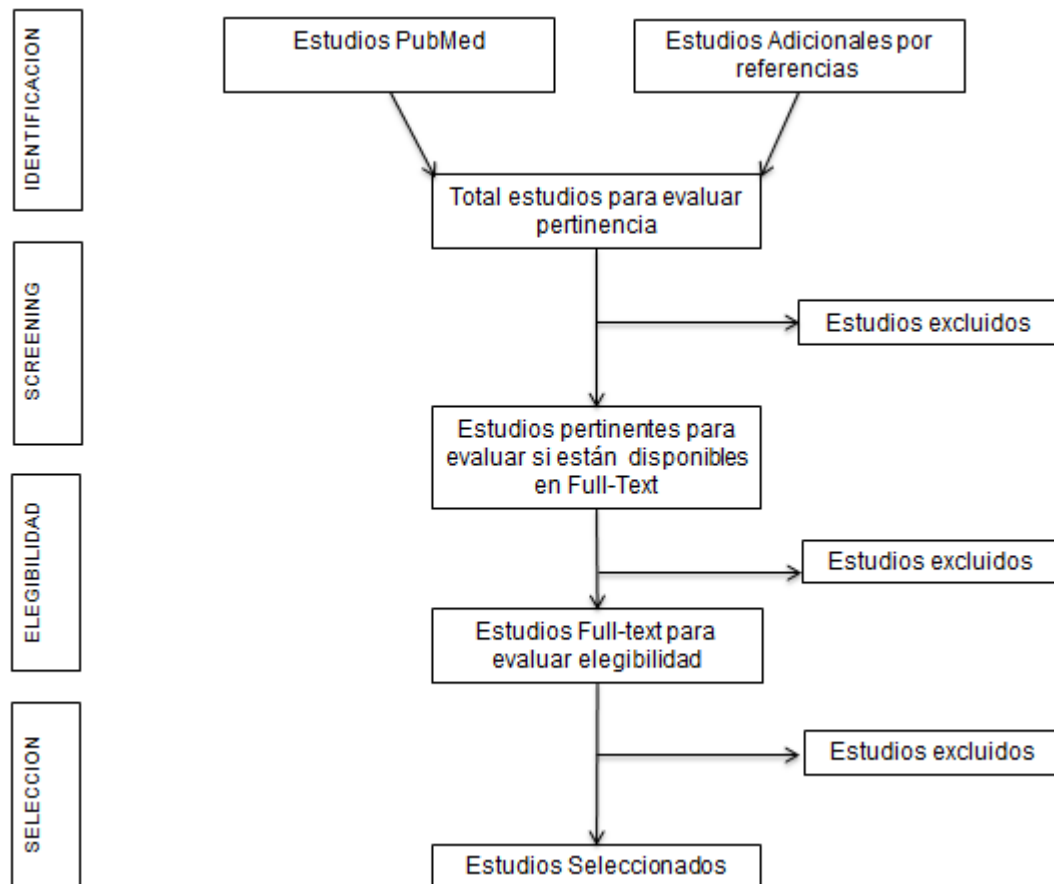 IDENTIFICACION
Estudios PubMed
Estudios Adicionales por
referencias
Total estudios para evaluar
pertinencia
SCREENING
Estudios excluidos
Estudios pertinentes para
evaluar si están disponibles
en Full-Text
ELEGIBILIDAD
Estudios excluidos
Estudios Full-text para
evaluar elegibilidad
SELECCION
Estudios excluidos
Estudios Seleccionados